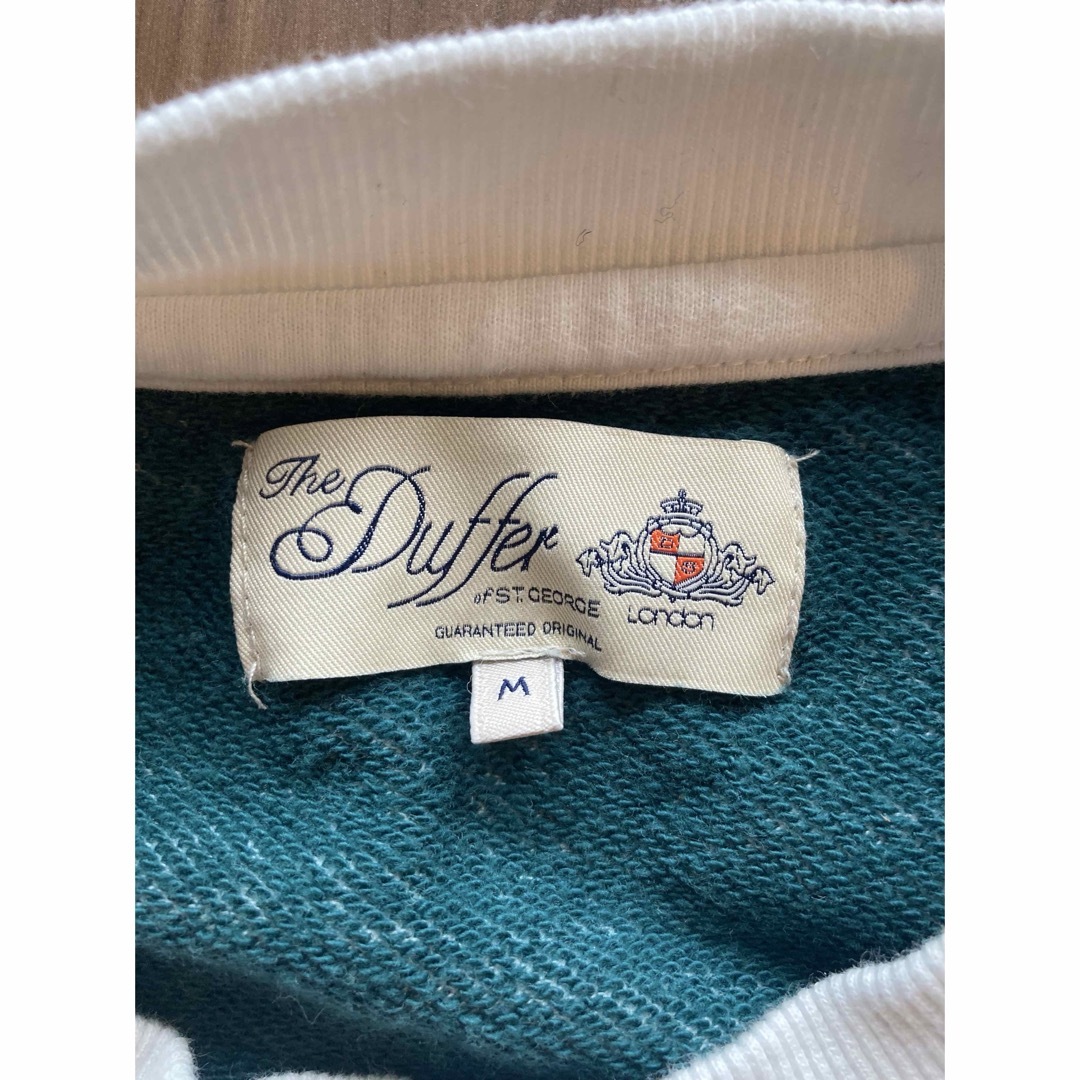 The
Duffer
of ST. GEORGE
GUARANTEED ORIGINAL
London
M